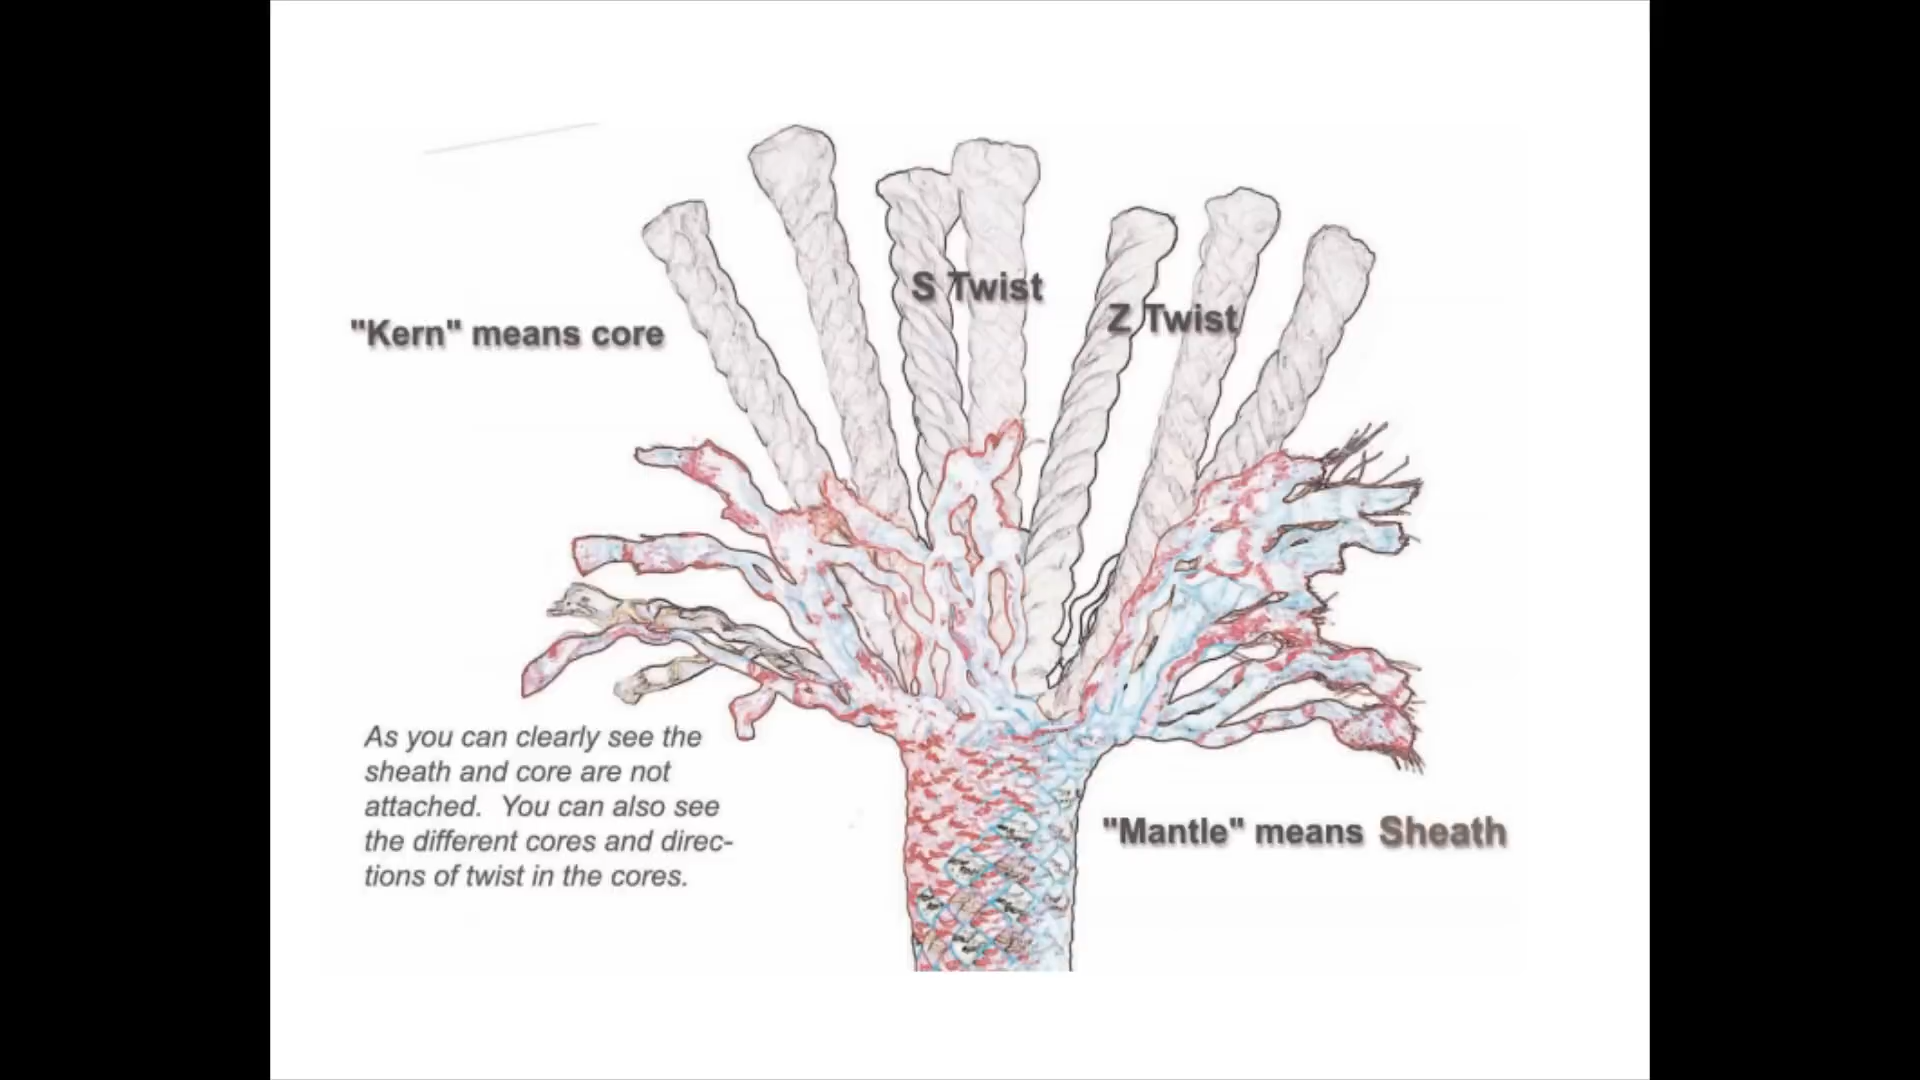 S Twist
Z Twist
"Kern" means core
As you can clearly see the
sheath and core are not
attached.  You can also see
the different cores and direc-
tions of twist in the cores.
"Mantle" means Sheath